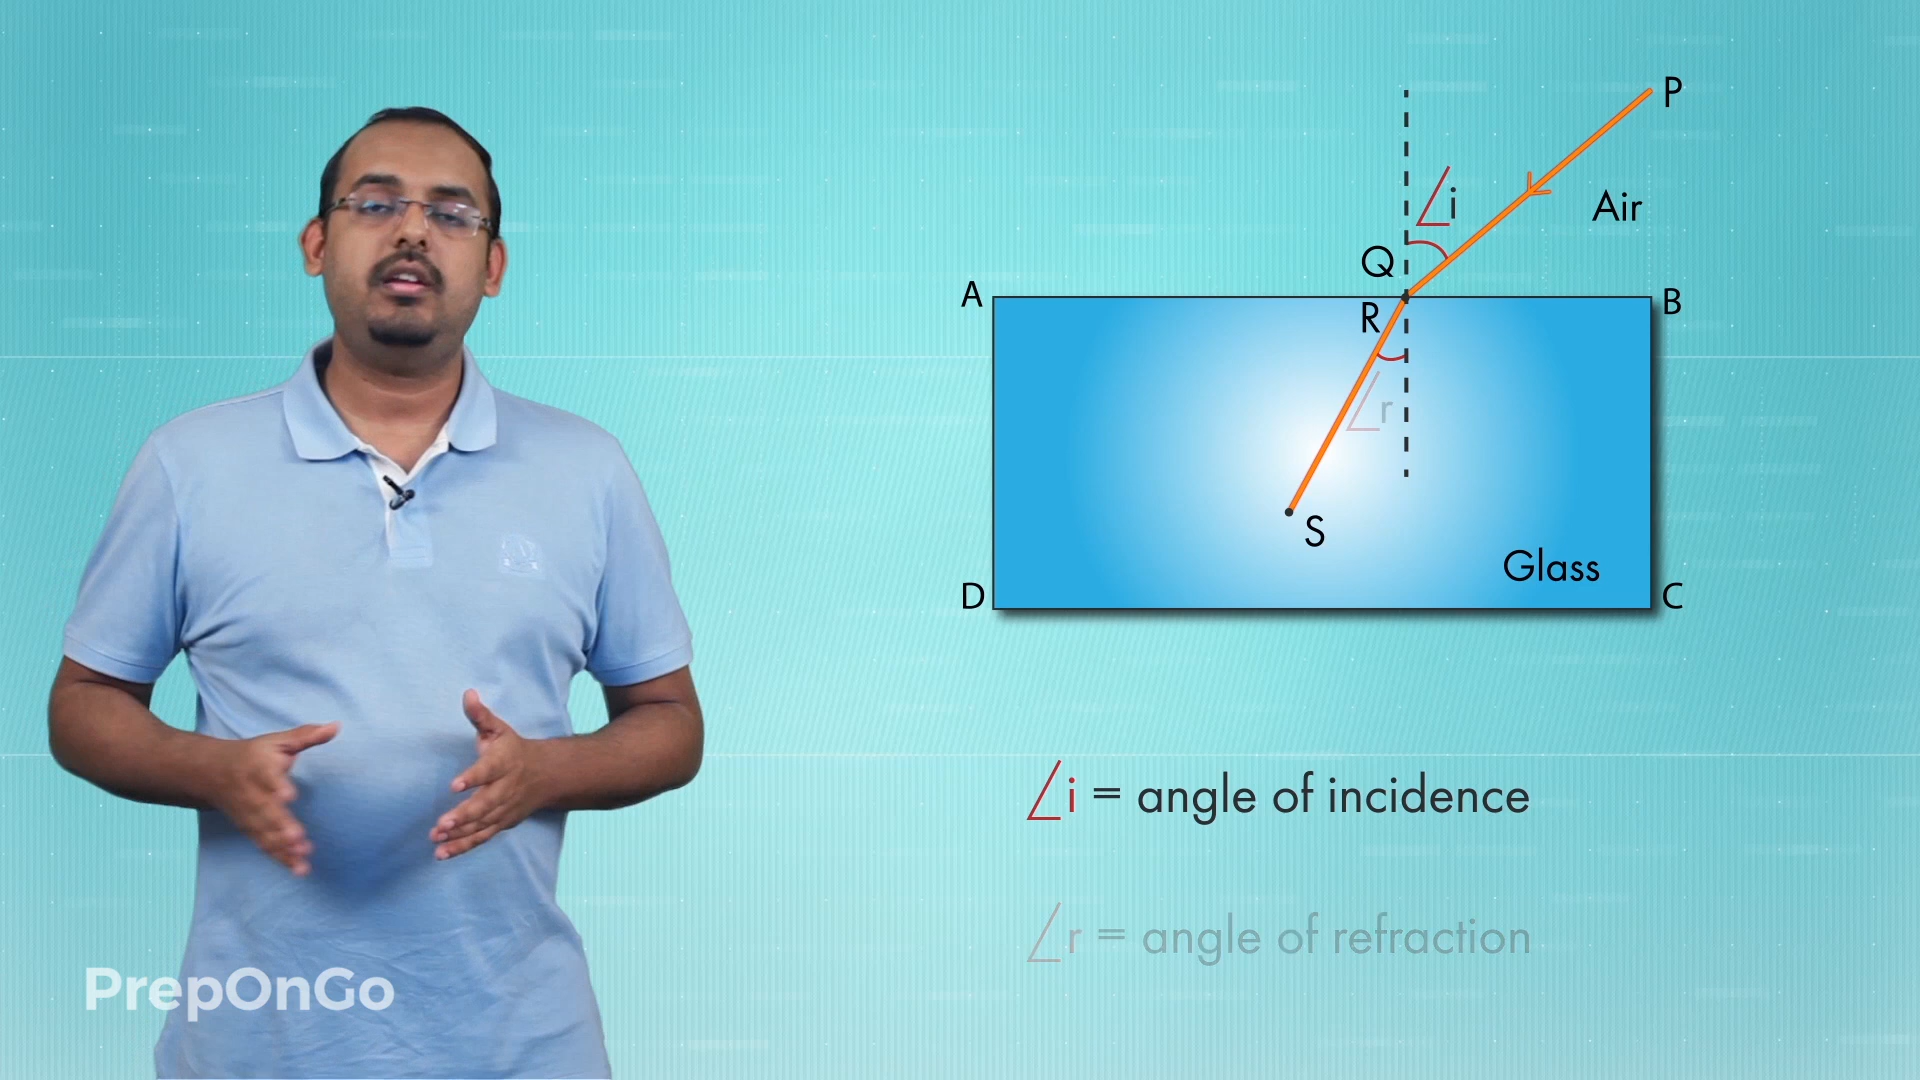 P
∠i
Air
Q
A
B
R
∠r
S
Glass
D
C
∠i = angle of incidence
∠r = angle of refraction
PrepOnGo